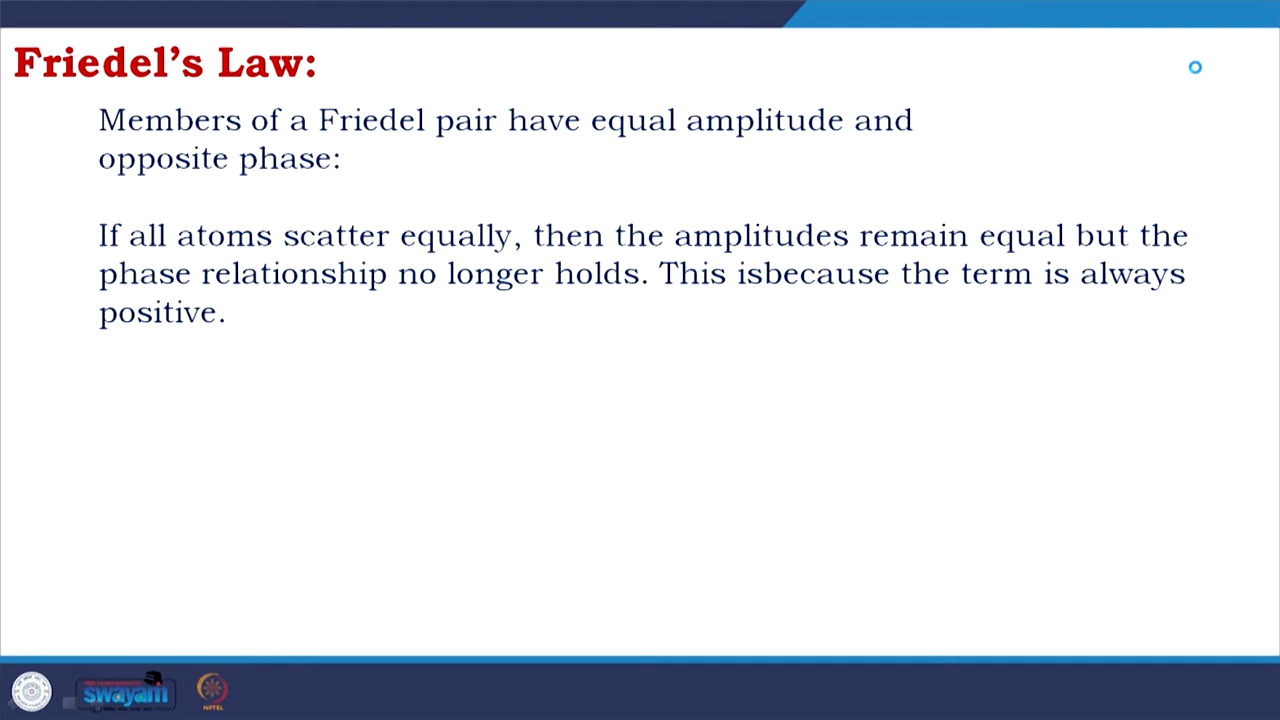 Friedel’s Law:
Members of a Friedel pair have equal amplitude and
opposite phase:
If all atoms scatter equally, then the amplitudes remain equal but the
phase relationship no longer holds. This isbecause the term is always
positive.
swayam
NPTEL